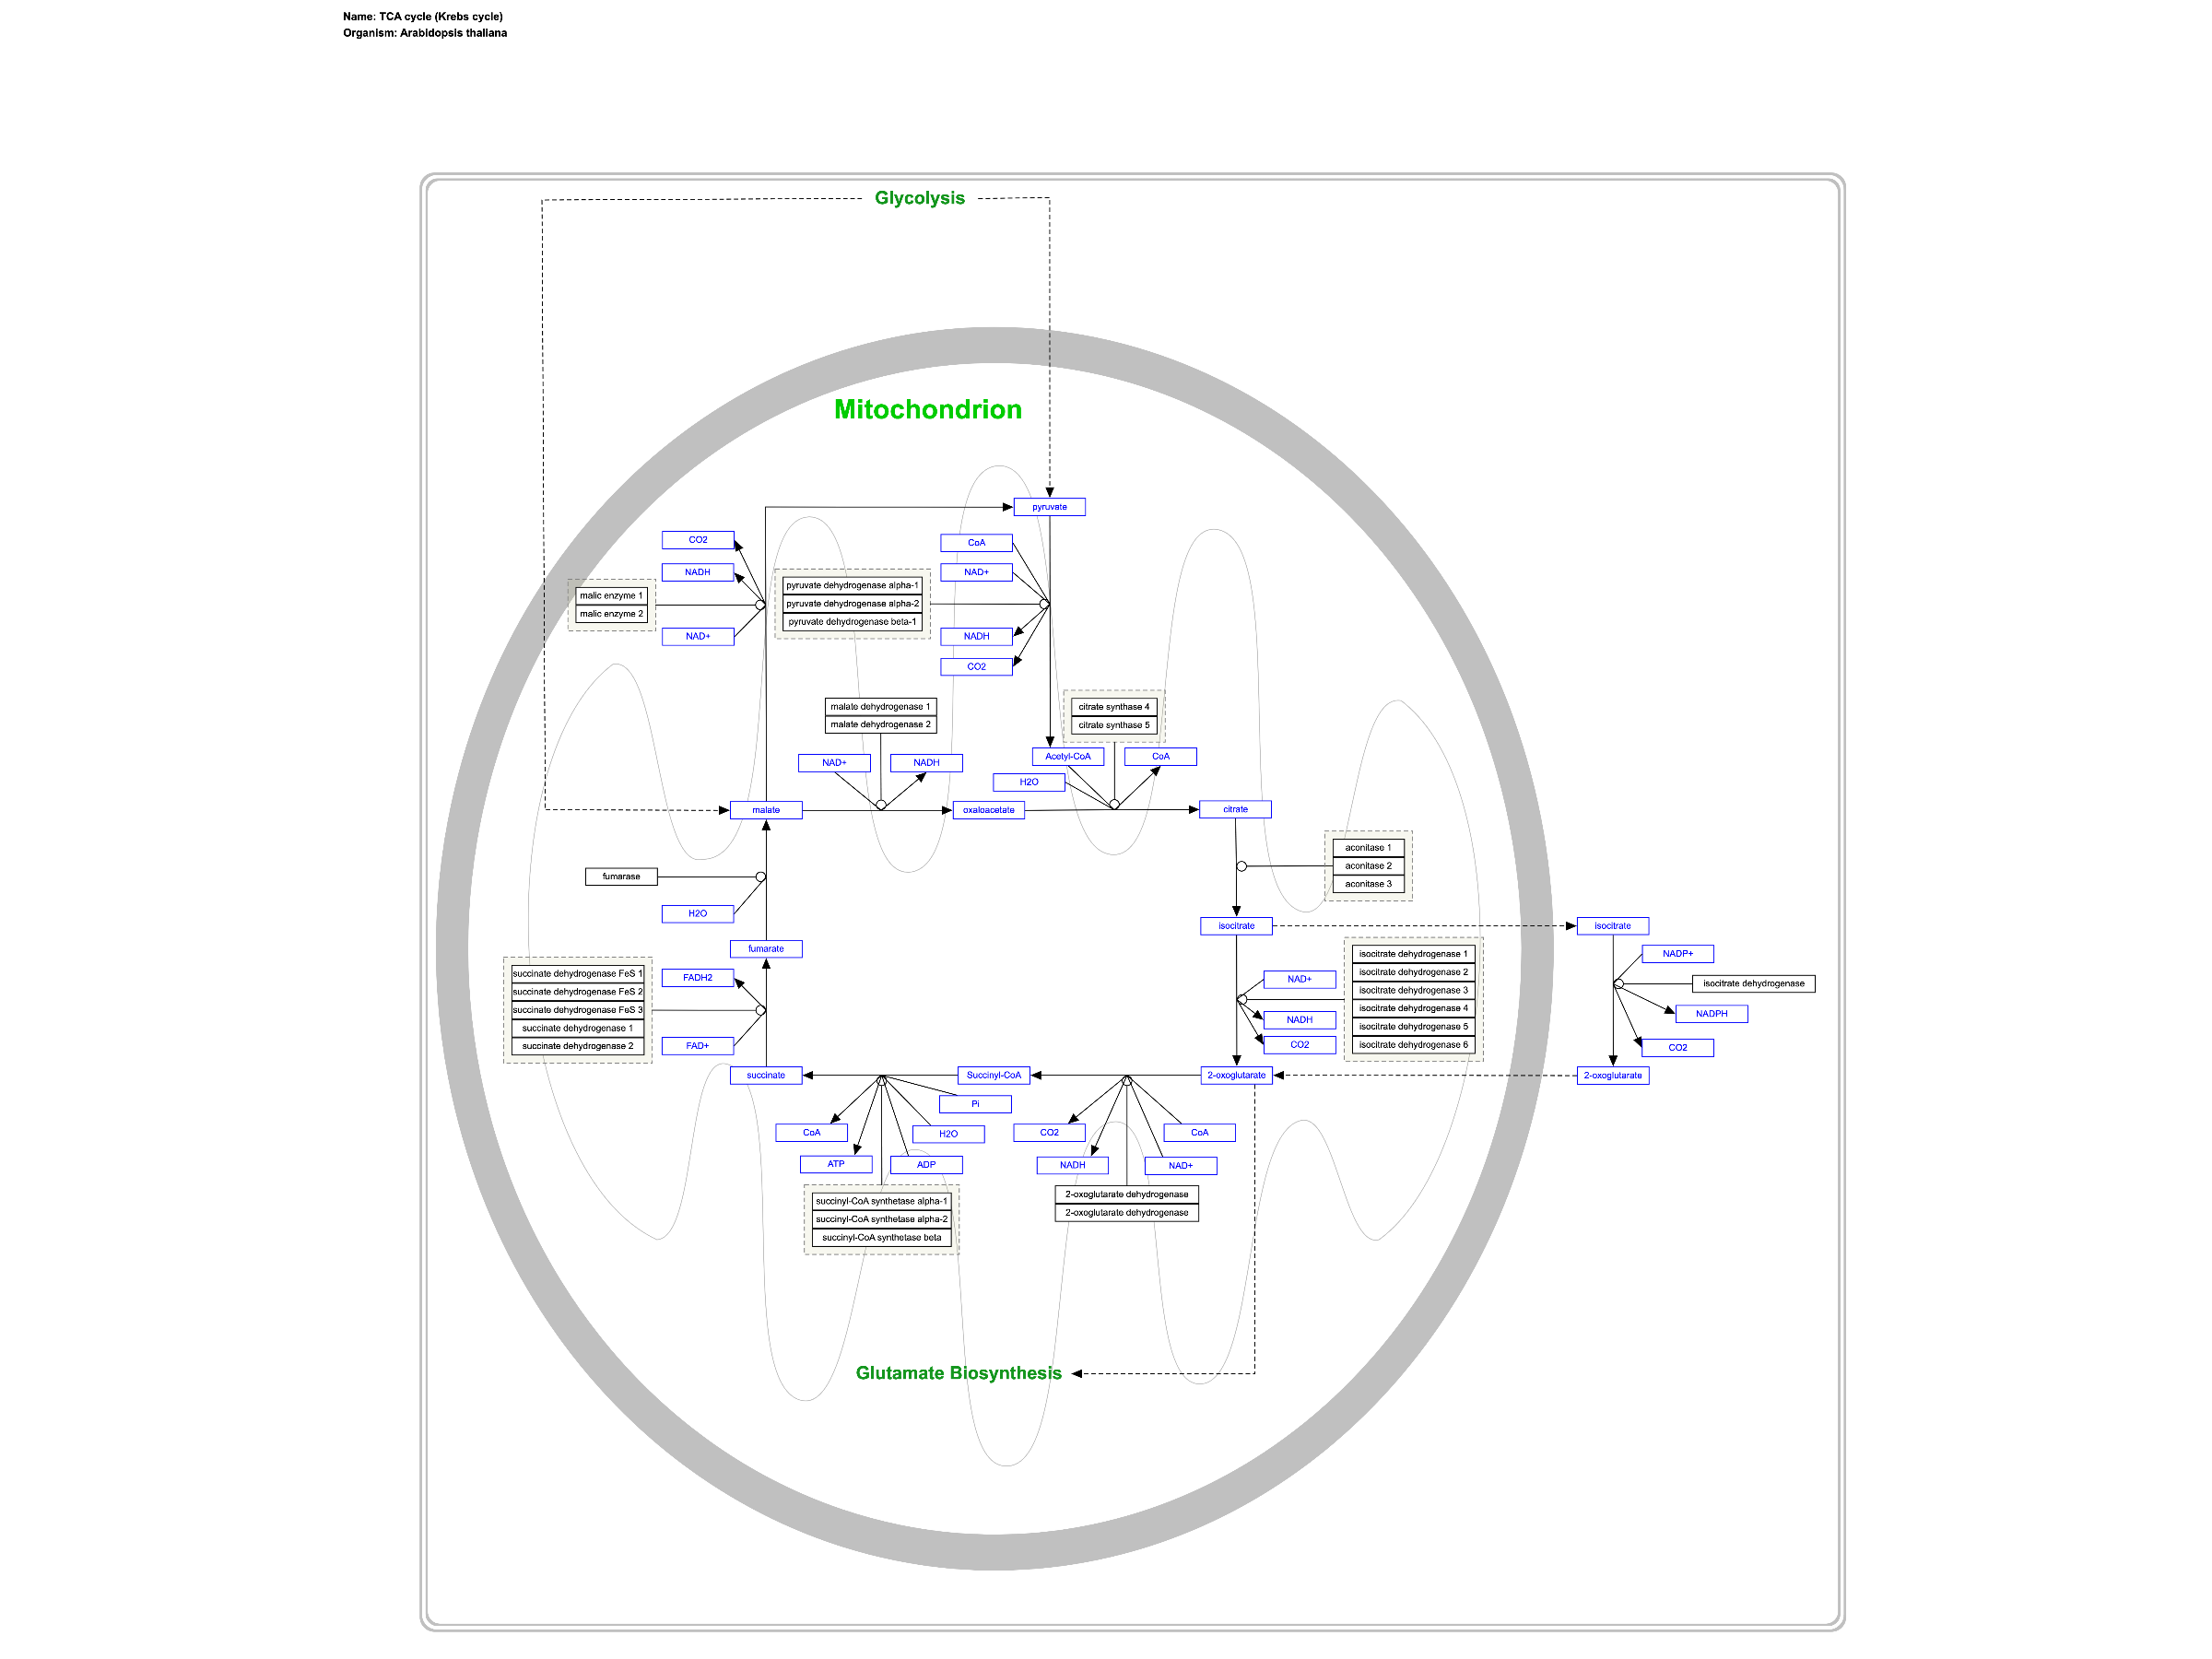 Name: TCA cycle (Krebs cycle)
Organism: Arabidopsis thaliana
Glycolysis
Mitochondrion
pyruvate
CO2
NADH
malic enzyme 1
malic enzyme 2
NAD+
CoA
NAD+
pyruvate dehydrogenase alpha-1
pyruvate dehydrogenase alpha-2
pyruvate dehydrogenase beta-1
NADH
CO2
malate dehydrogenase 1
malate dehydrogenase 2
citrate synthase 4
citrate synthase 5
NAD+
NADH
Acetyl-CoA
CoA
H2O
malate
oxaloacetate
citrate
aconitase 1
aconitase 2
aconitase 3
fumarase
H2O
isocitrate
isocitrate
fumarate
FADH2
succinate dehydrogenase FeS 1
succinate dehydrogenase FeS 2
succinate dehydrogenase FeS 3
succinate dehydrogenase 1
succinate dehydrogenase 2
FAD+
NAD+
NADH
CO2
isocitrate dehydrogenase 1
isocitrate dehydrogenase 2
isocitrate dehydrogenase 3
isocitrate dehydrogenase 4
isocitrate dehydrogenase 5
isocitrate dehydrogenase 6
NADP+
isocitrate dehydrogenase
NADPH
CO2
succinate
Succinyl-CoA
2-oxoglutarate
2-oxoglutarate
Pi
CoA
H2O
ATP
ADP
CO2
CoA
NADH
NAD+
succinyl-CoA synthetase alpha-1
succinyl-CoA synthetase alpha-2
succinyl-CoA synthetase beta
2-oxoglutarate dehydrogenase
2-oxoglutarate dehydrogenase
Glutamate Biosynthesis